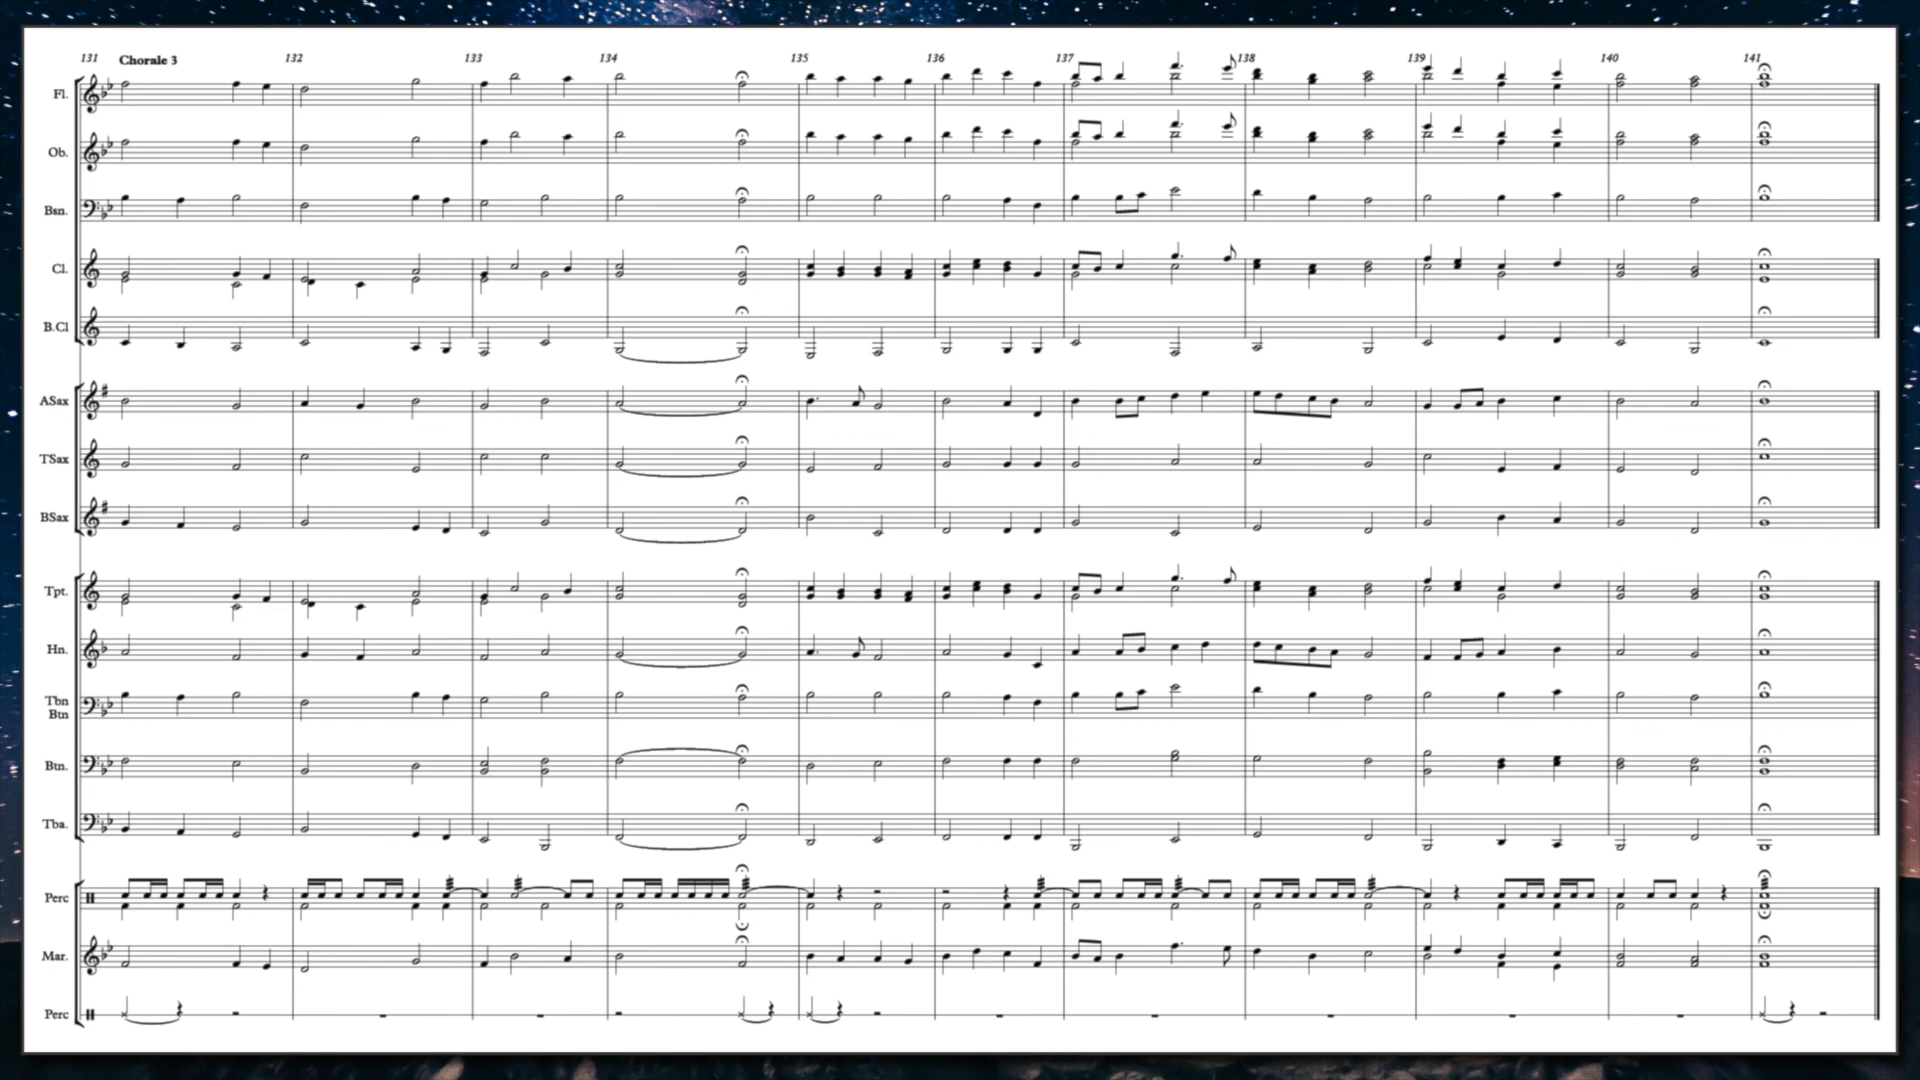 131 Chorale 3 132 133 134 135 136 137 138 139 140 141
Fl.
Ob.
Bsn.
Cl.
B.Cl
ASax
TSax
BSax
Tpt.
Hn.
Tbn
Btn
Btn.
Tba.
Perc
Mar.
Perc